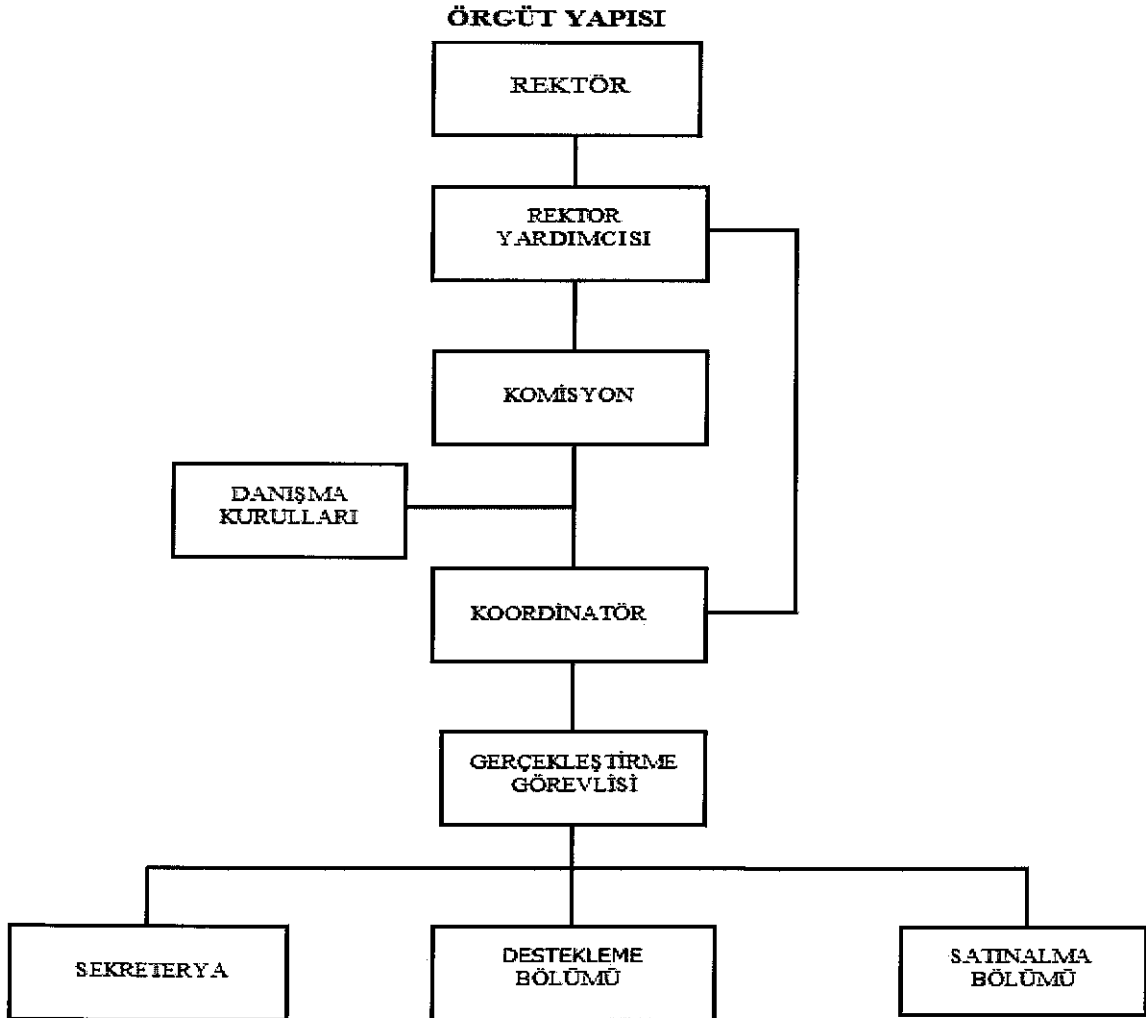 ÖRGÜT YAPISI
REKTÖR
REKTOR
YARDIMCISI
KOMİSYON
DANIŞMA
KURULLARI
KOORDİNATÖR
GERÇEKLEŞTİRME
GÖREVLİSİ
SEKRETERYA
DESTEKLEME
BÖLÜMÜ
SATINALMA
BÖLÜMÜ